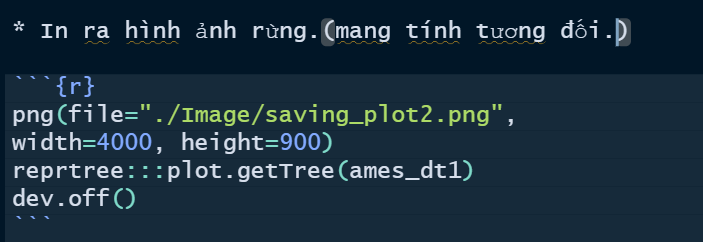 * In ra hình ảnh rừng.(mang tính tương đối.)
```{r}
png(file="./Image/saving_plot2.png",
width=4000, height=900)
reprtree:::plot.getTree(ames_dt1)
dev.off()
```